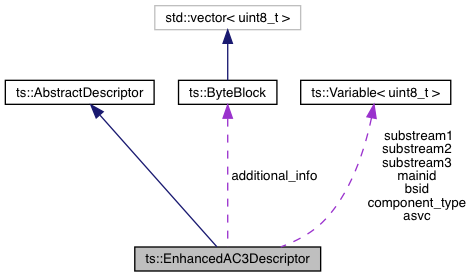 std::vector< uint8_t >
ts::AbstractDescriptor
ts::ByteBlock
ts::Variable< uint8_t >
additional_info
substream1
substream2
substream3
mainid
bsid
component_type
asvc
ts::EnhancedAC3Descriptor